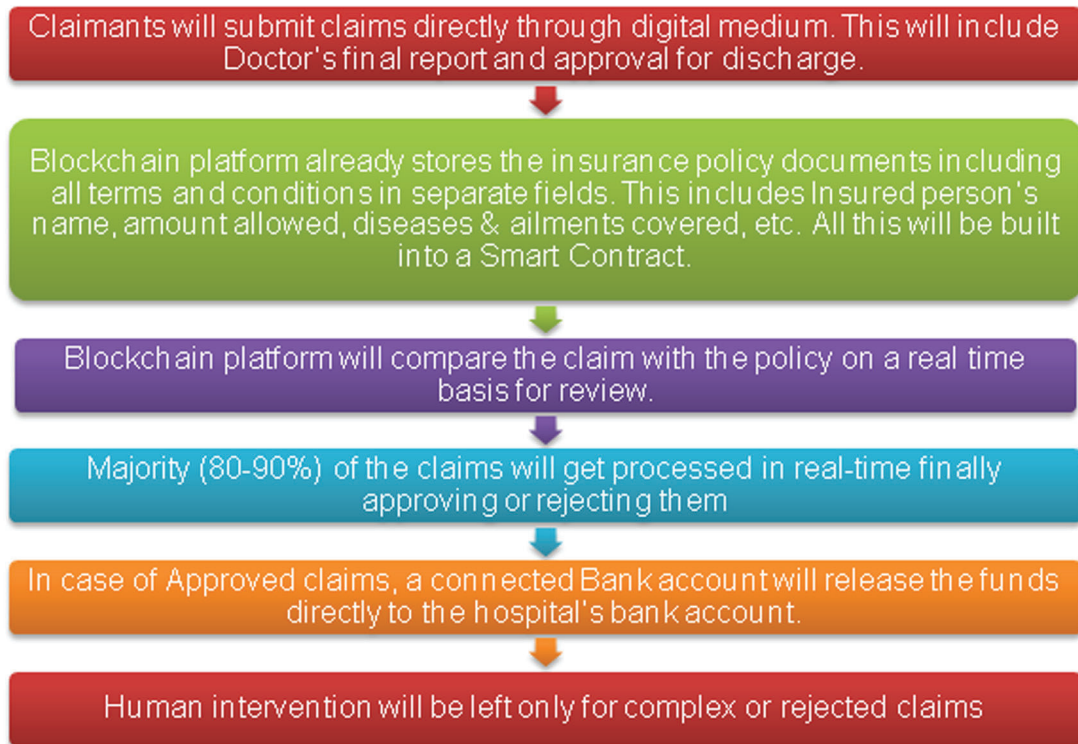 Claimants will submit claims directly through digital medium. This will include
Doctor's final report and approval for discharge.
Blockchain platform already stores the insurance policy documents including
all terms and conditions in separate fields. This includes Insured person's
name, amount allowed, diseases & ailments covered, etc. All this will be built
into a Smart Contract.
Blockchain platform will compare the claim with the policy on a real time
basis for review.
Majority (80-90%) of the claims will get processed in real-time finally
approving or rejecting them
In case of Approved claims, a connected Bank account will release the funds
directly to the hospital's bank account.
Human intervention will be left only for complex or rejected claims